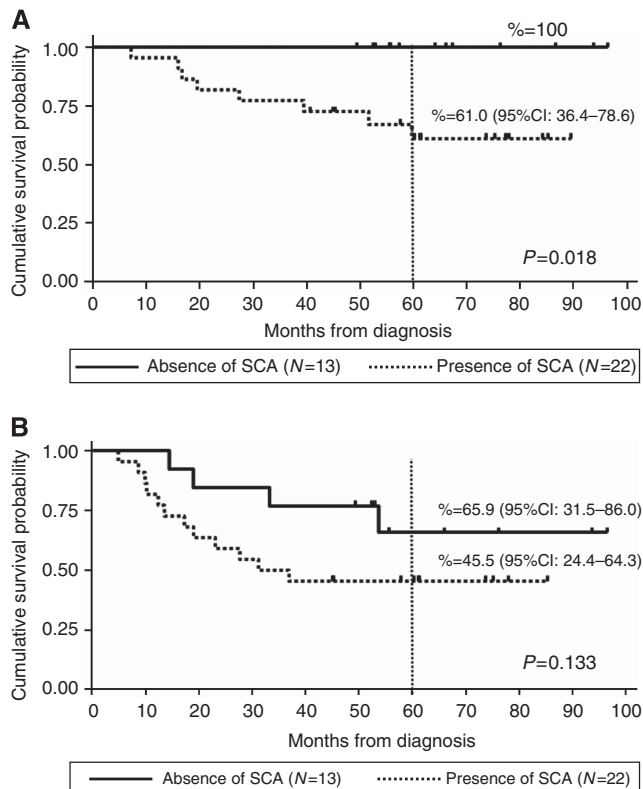 A
Cumulative survival probability
1.00
0.75
0.50
0.25
0.00
%=100
%=61.0 (95%CI: 36.4–78.6)
P=0.018
0 10 20 30 40 50 60 70 80 90 100
Months from diagnosis
Absence of SCA (N=13) Presence of SCA (N=22)
B
Cumulative survival probability
1.00
0.75
0.50
0.25
0.00
%=65.9 (95%CI: 31.5–86.0)
%=45.5 (95%CI: 24.4–64.3)
P=0.133
0 10 20 30 40 50 60 70 80 90 100
Months from diagnosis
Absence of SCA (N=13) Presence of SCA (N=22)